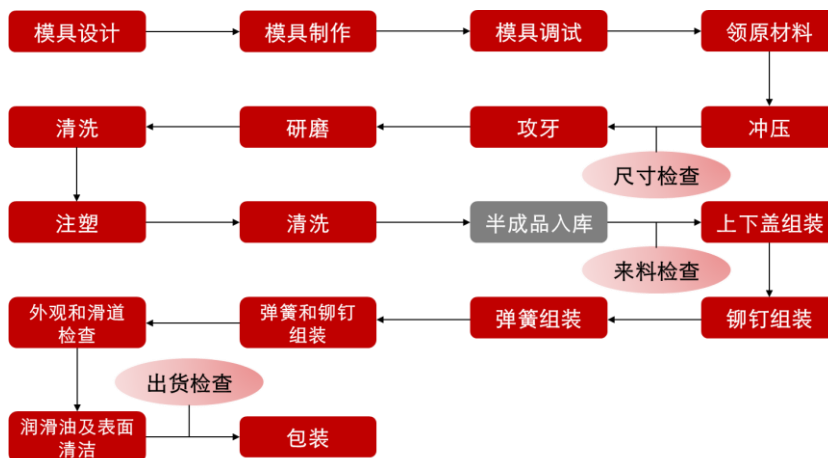 模具设计
模具制作
模具调试
领原材料
清洗
研磨
攻牙
冲压
尺寸检查
注塑
清洗
半成品入库
上下盖组装
来料检查
外观和滑道
检查
弹簧和铆钉
组装
弹簧组装
铆钉组装
出货检查
润滑油及表面
清洁
包装